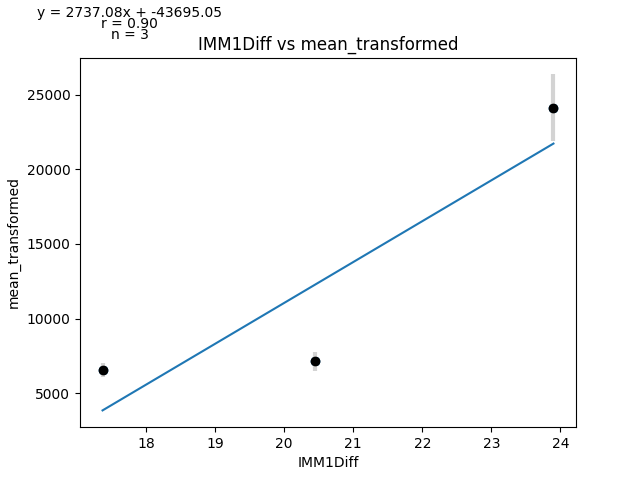 y = 2737.08x + -43695.05
r = 0.90
n = 3
IMM1Diff vs mean_transformed
25000
20000
15000
10000
5000
mean_transformed
18 19 20 21 22 23 24
IMM1Diff